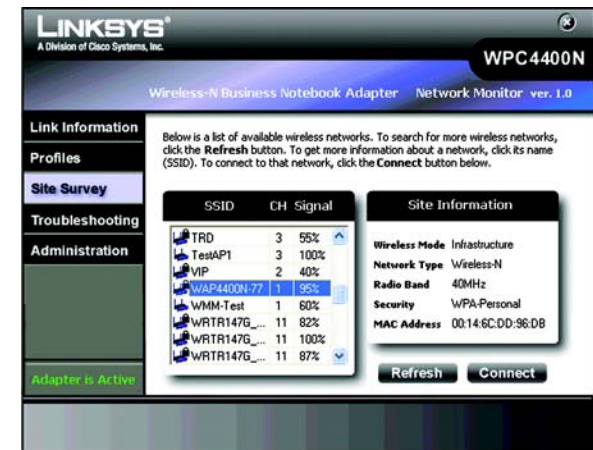 LINKSYS®
A Division of Cisco Systems, Inc.
WPC4400N
Wireless-N Business Notebook Adapter Network Monitor ver. 1.0
Link Information
Profiles
Site Survey
Troubleshooting
Administration
Adapter is Active
Below is a list of available wireless networks. To search for more wireless networks,
click the Refresh button. To get more information about a network, click its name
(SSID). To connect to that network, click the Connect button below.
SSID CH Signal
TRD 3 55%
TestAP1 3 100%
VIP 2 40%
WAP4400N-77 1 95%
WMM-Test 1 60%
WRTR147G_... 11 82%
WRTR147G_... 11 100%
WRTR147G_... 11 87%
Site Information
Wireless Mode Infrastructure
Network Type Wireless-N
Radio Band 40MHz
Security WPA-Personal
MAC Address 00:14:6C:DD:96:DB
Refresh Connect